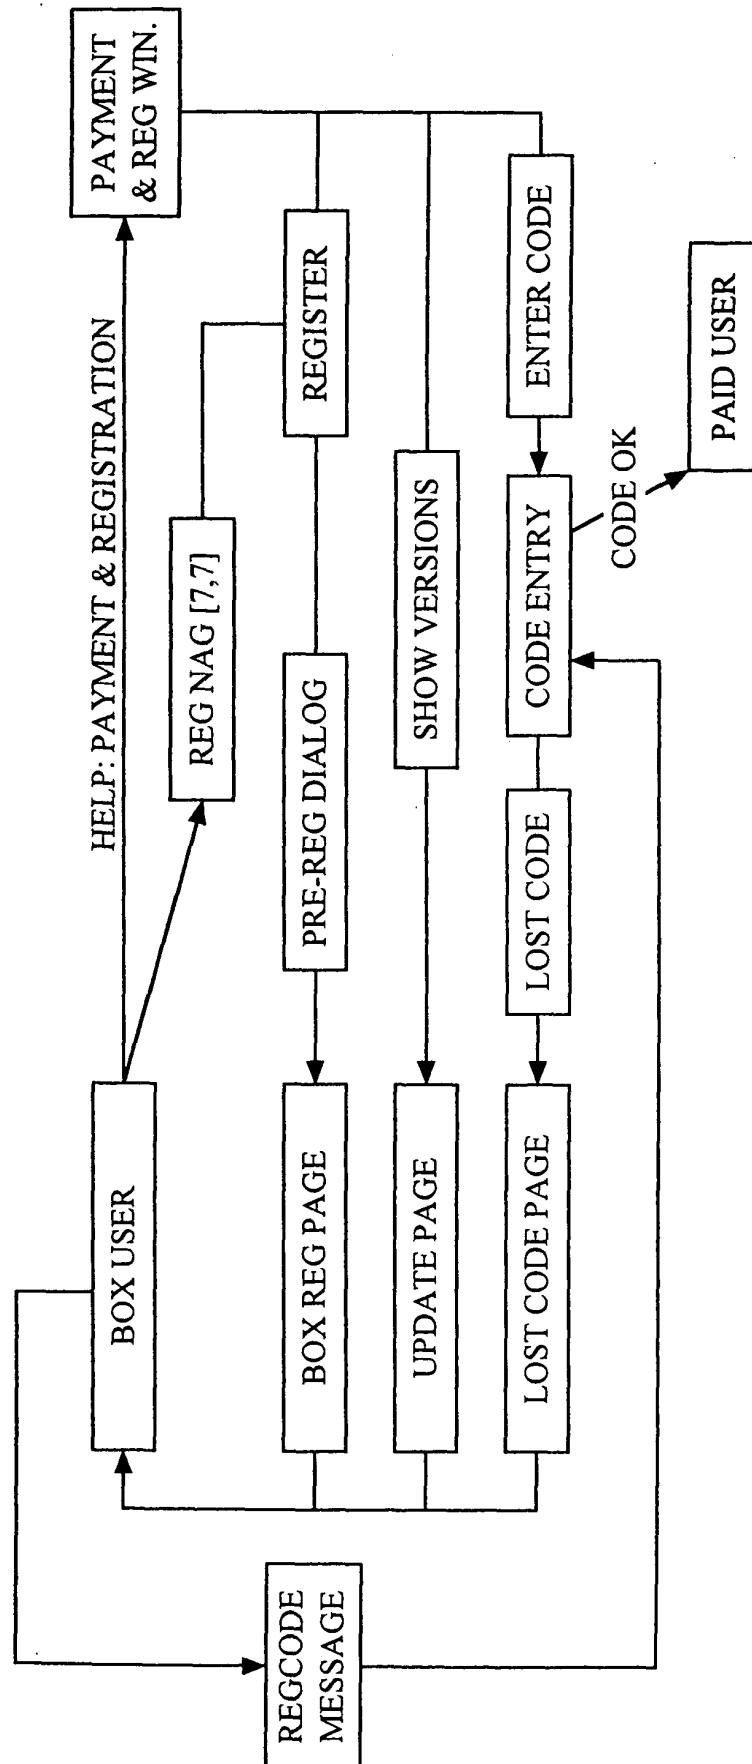 PAYMENT
& REG WIN.
HELP: PAYMENT & REGISTRATION
BOX USER
REG NAG [7,7]
REGISTER
PRE-REG DIALOG
BOX REG PAGE
SHOW VERSIONS
UPDATE PAGE
ENTER CODE
CODE ENTRY
LOST CODE
LOST CODE PAGE
REGCODE
MESSAGE
CODE OK
PAID USER